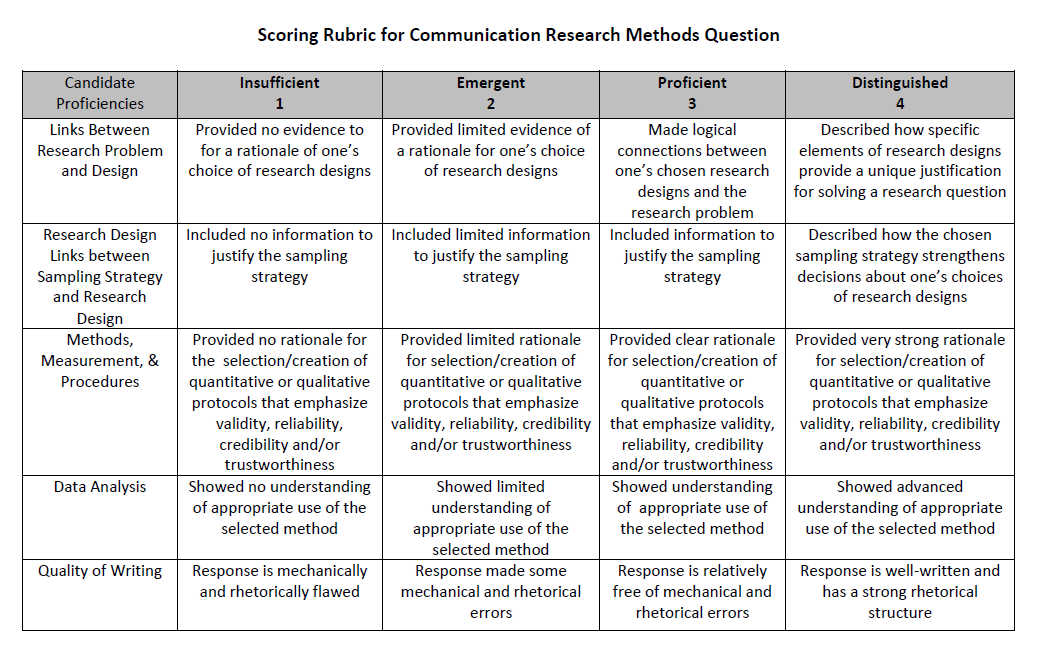 Scoring Rubric for Communication Research Methods Question
Candidate
Proficiencies
Insufficient
1
Emergent
2
Proficient
3
Distinguished
4
Links Between
Research Problem
and Design
Provided no evidence to
for a rationale of one’s
choice of research designs
Provided limited evidence of
a rationale for one’s choice
of research designs
Made logical
connections between
one’s chosen research
designs and the
research problem
Described how specific
elements of research designs
provide a unique justification
for solving a research question
Research Design
Links between
Sampling Strategy
and Research
Design
Included no information to
justify the sampling
strategy
Included limited information
to justify the sampling
strategy
Included information to
justify the sampling
strategy
Described how the chosen
sampling strategy strengthens
decisions about one’s choices
of research designs
Methods,
Measurement, &
Procedures
Provided no rationale for
the selection/creation of
quantitative or qualitative
protocols that emphasize
validity, reliability,
credibility and/or
trustworthiness
Provided limited rationale
for selection/creation of
quantitative or qualitative
protocols that emphasize
validity, reliability, credibility
and/or trustworthiness
Provided clear rationale
for selection/creation of
quantitative or
qualitative protocols
that emphasize validity,
reliability, credibility
and/or trustworthiness
Provided very strong rationale
for selection/creation of
quantitative or qualitative
protocols that emphasize
validity, reliability, credibility
and/or trustworthiness
Data Analysis
Showed no understanding
of appropriate use of the
selected method
Showed limited
understanding of
appropriate use of the
selected method
Showed understanding
of appropriate use of
the selected method
Showed advanced
understanding of appropriate
use of the selected method
Quality of Writing
Response is mechanically
and rhetorically flawed
Response made some
mechanical and rhetorical
errors
Response is relatively
free of mechanical and
rhetorical errors
Response is well-written and
has a strong rhetorical
structure